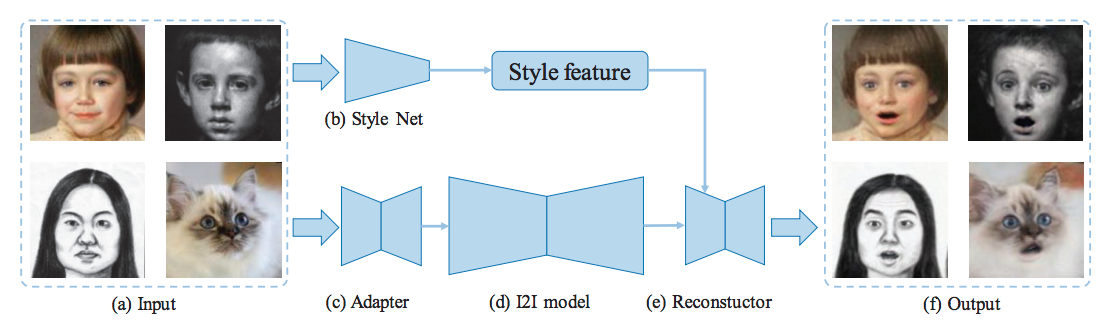 Style feature
(b) Style Net
(a) Input
(c) Adapter
(d) I2I model
(e) Reconstuctor
(f) Output